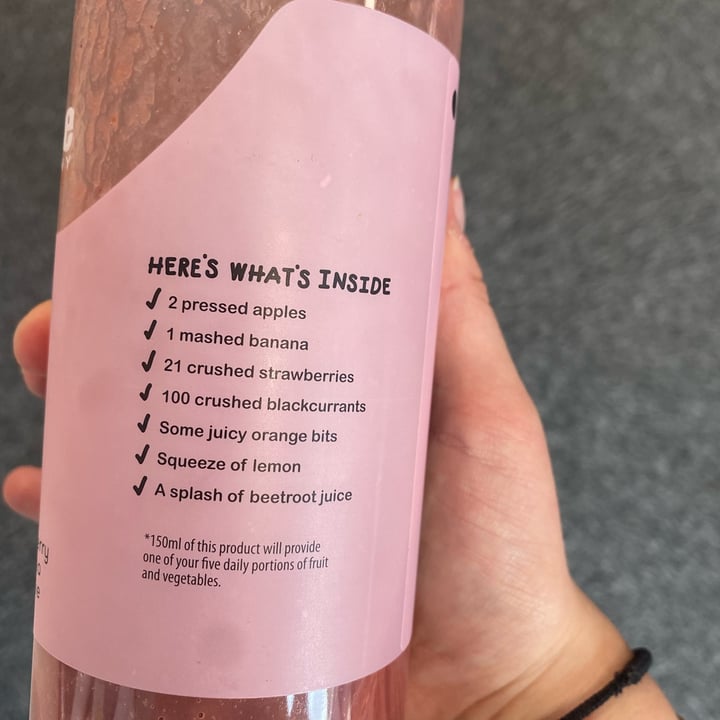 HERE'S WHAT'S INSIDE
2 pressed apples
1 mashed banana
21 crushed strawberries
100 crushed blackcurrants
Some juicy orange bits
Squeeze of lemon
A splash of beetroot juice
*150ml of this product will provide
one of your five daily portions of fruit
and vegetables.